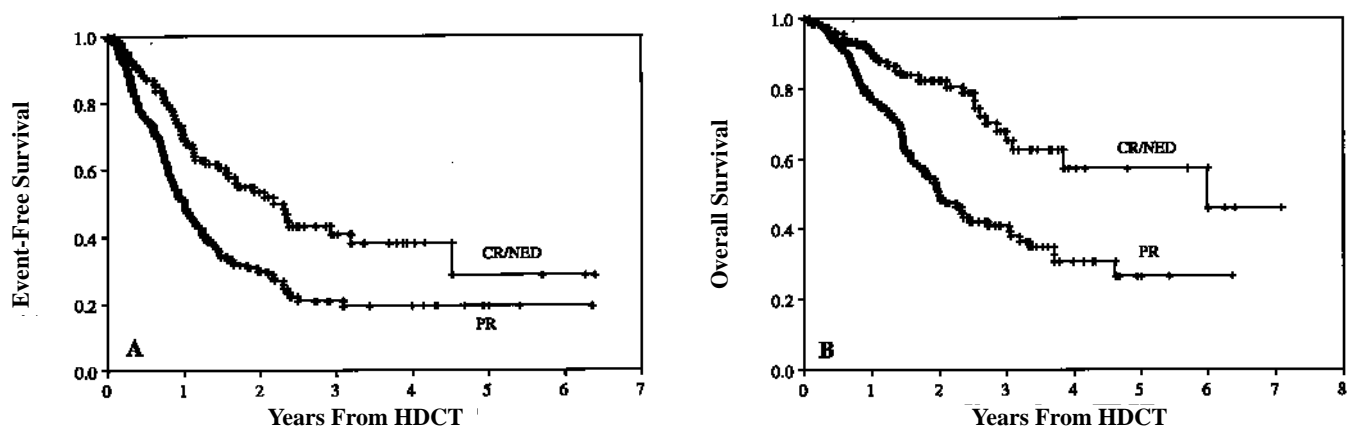 Event-Free Survival
1.0
0.8
0.6
0.4
0.2
0.0
CR/NED
PR
A
0 1 2 3 4 5 6 7
Years From HDCT
Overall Survival
1.0
0.8
0.6
0.4
0.2
0.0
CR/NED
PR
B
0 1 2 3 4 5 6 7 8
Years From HDCT